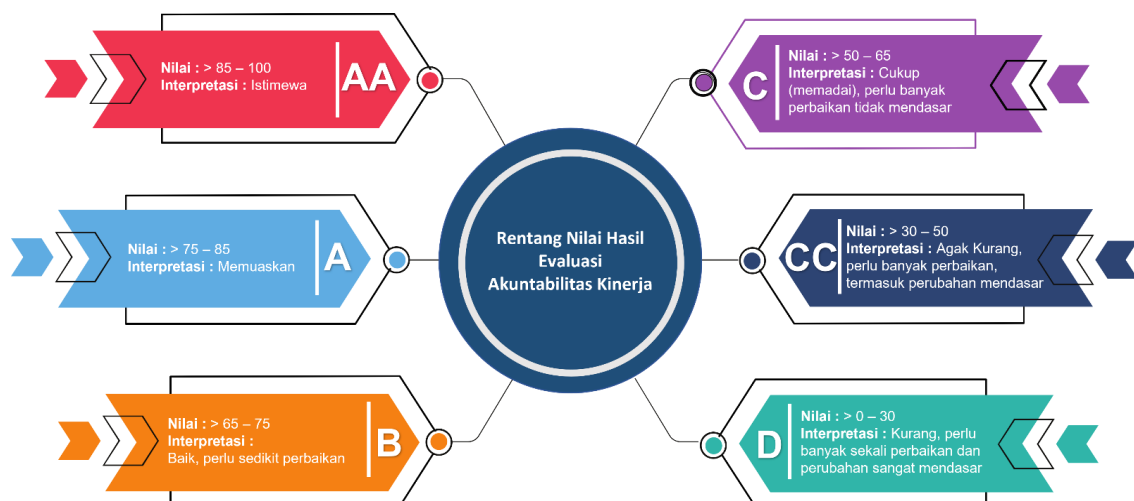 Nilai : > 85 – 100
Interpretasi : Istimewa
AA
Nilai : > 75 – 85
Interpretasi : Memuaskan
A
Nilai : > 65 – 75
Interpretasi :
Baik, perlu sedikit perbaikan
B
Rentang Nilai Hasil
Evaluasi
Akuntabilitas Kinerja
C
Nilai : > 50 – 65
Interpretasi : Cukup
(memadai), perlu banyak
perbaikan tidak mendasar
CC
Nilai : > 30 – 50
Interpretasi : Agak Kurang,
perlu banyak perbaikan,
termasuk perubahan mendasar
D
Nilai : > 0 – 30
Interpretasi : Kurang, perlu
banyak sekali perbaikan dan
perubahan sangat mendasar